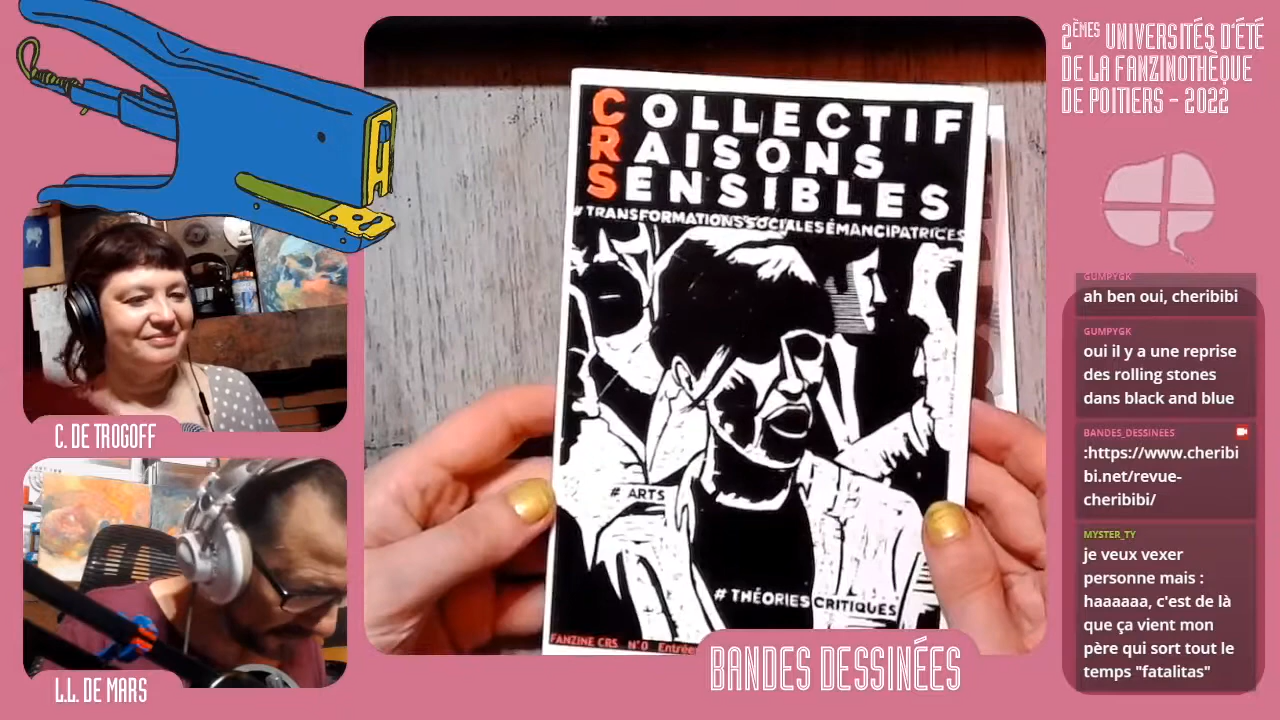 2ÈMES UNIVERSITÉS D'ÉTÉ
DE LA FANZINOTHÈQUE
DE POITIERS - 2022
COLLECTIF
RAISONS
SENSIBLES
#TRANSFORMATIONSSOCIALESÉMANCIPATRICES
# ARTS
# THÉORIES CRITIQUES
FANZINE CRS N°0 Entrée
C. DE TROGOFF
L.L. DE MARS
BANDES DESSINÉES
GUMPYGK
ah ben oui, cheribibi
GUMPYGK
oui il y a une reprise
des rolling stones
dans black and blue
BANDES_DESSINEES
:https://www.cheribi
bi.net/revue-
cheribibi/
MYSTER_TY
je veux vexer
personne mais :
haaaaaa, c'est de là
que ça vient mon
père qui sort tout le
temps "fatalitas"